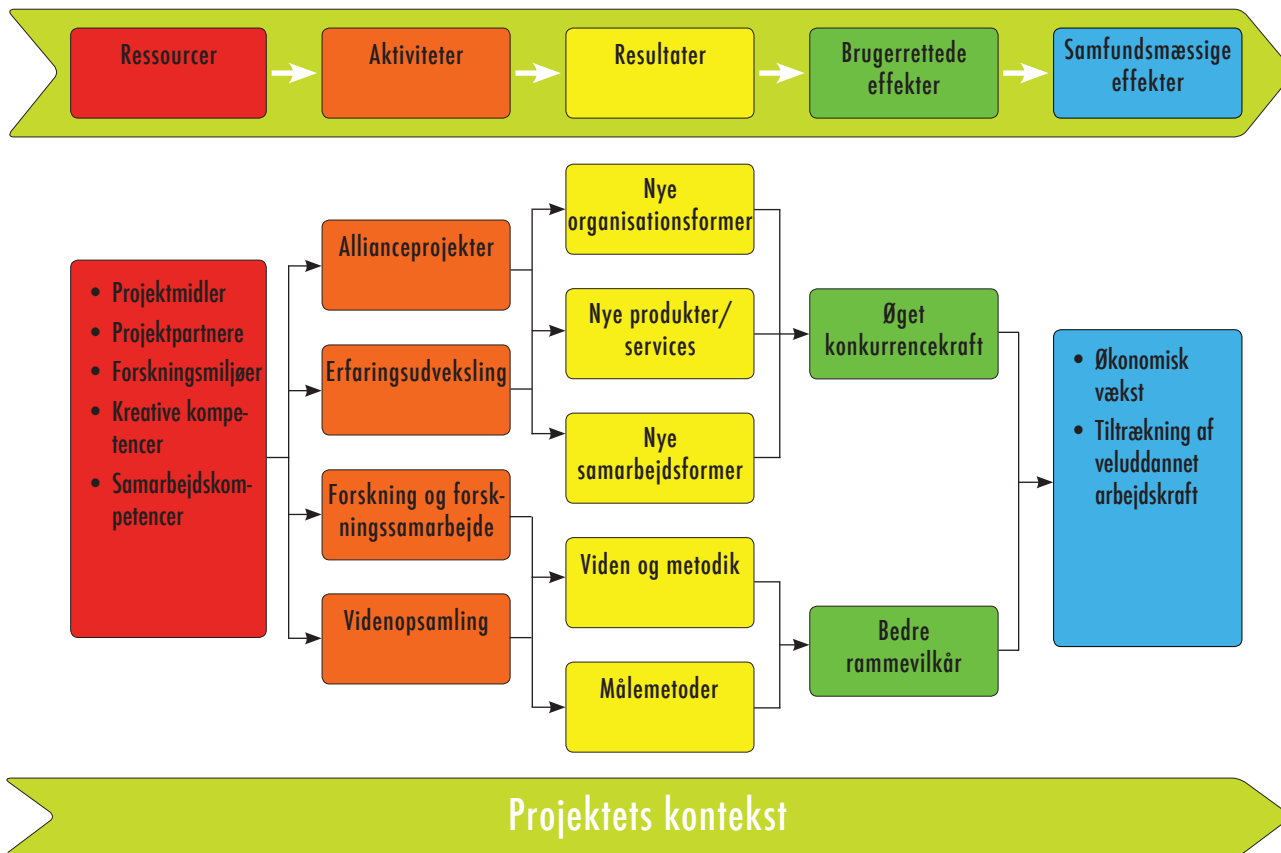 Ressourcer
Aktiviteter
Resultater
Brugerrettede
effekter
Samfundsmæssige
effekter
• Projektmidler
• Projektpartnere
• Forskningsmiljøer
• Kreative kompe-
tencer
• Samarbejdskom-
petencer
Allianceprojekter
Erfaringsudveksling
Forskning og forsk-
ningssamarbejde
Videnopsamling
Nye
organisationsformer
Nye produkter/
services
Nye
samarbejdsformer
Viden og metodik
Målemetoder
Øget
konkurrencekraft
Bedre
rammevilkår
• Økonomisk
vækst
• Tiltrækning af
veluddannet
arbejdskraft
Projektets kontekst